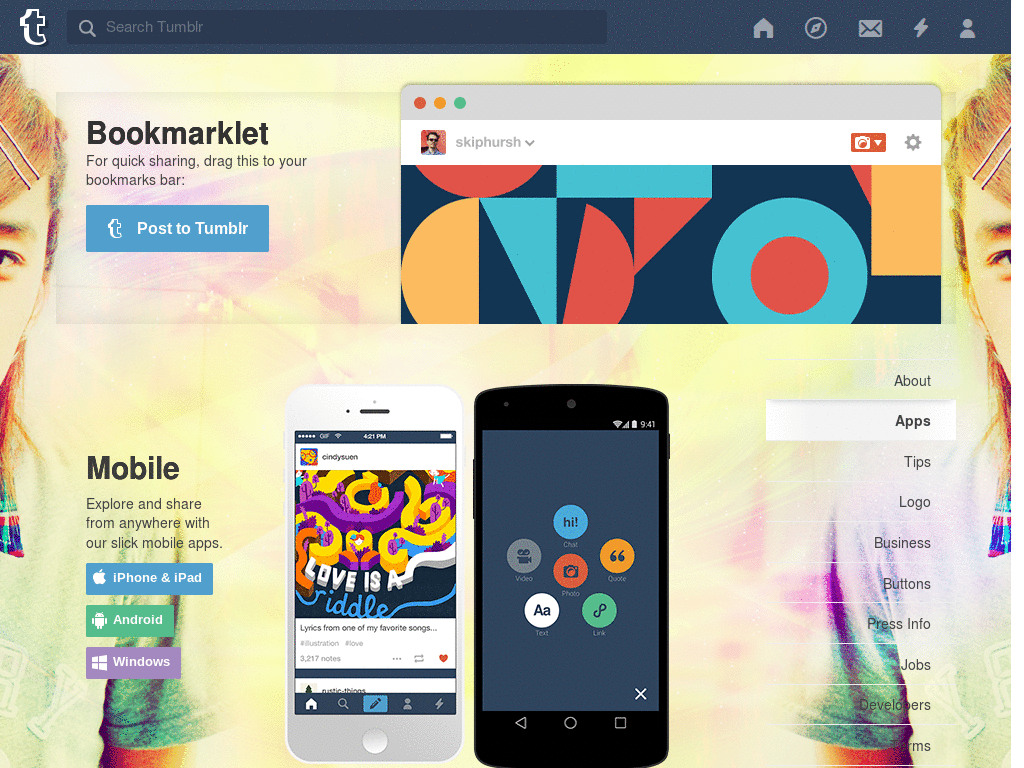 Search Tumblr
Bookmarklet
For quick sharing, drag this to your
bookmarks bar:
Post to Tumblr
skiphursh
About
Apps
Tips
Logo
Business
Buttons
Press Info
Jobs
Developers
Mobile
Explore and share
from anywhere with
our slick mobile apps.
iPhone & iPad
Android
Windows
GIF
4:21 PM
cindysuen
LOVE IS A
riddle
Lyrics from one of my favorite songs...
#illustration #love
3,217 notes
rustic-things
9:41
hi!
Chat
Video
Quote
Photo
Aa
Text
Link